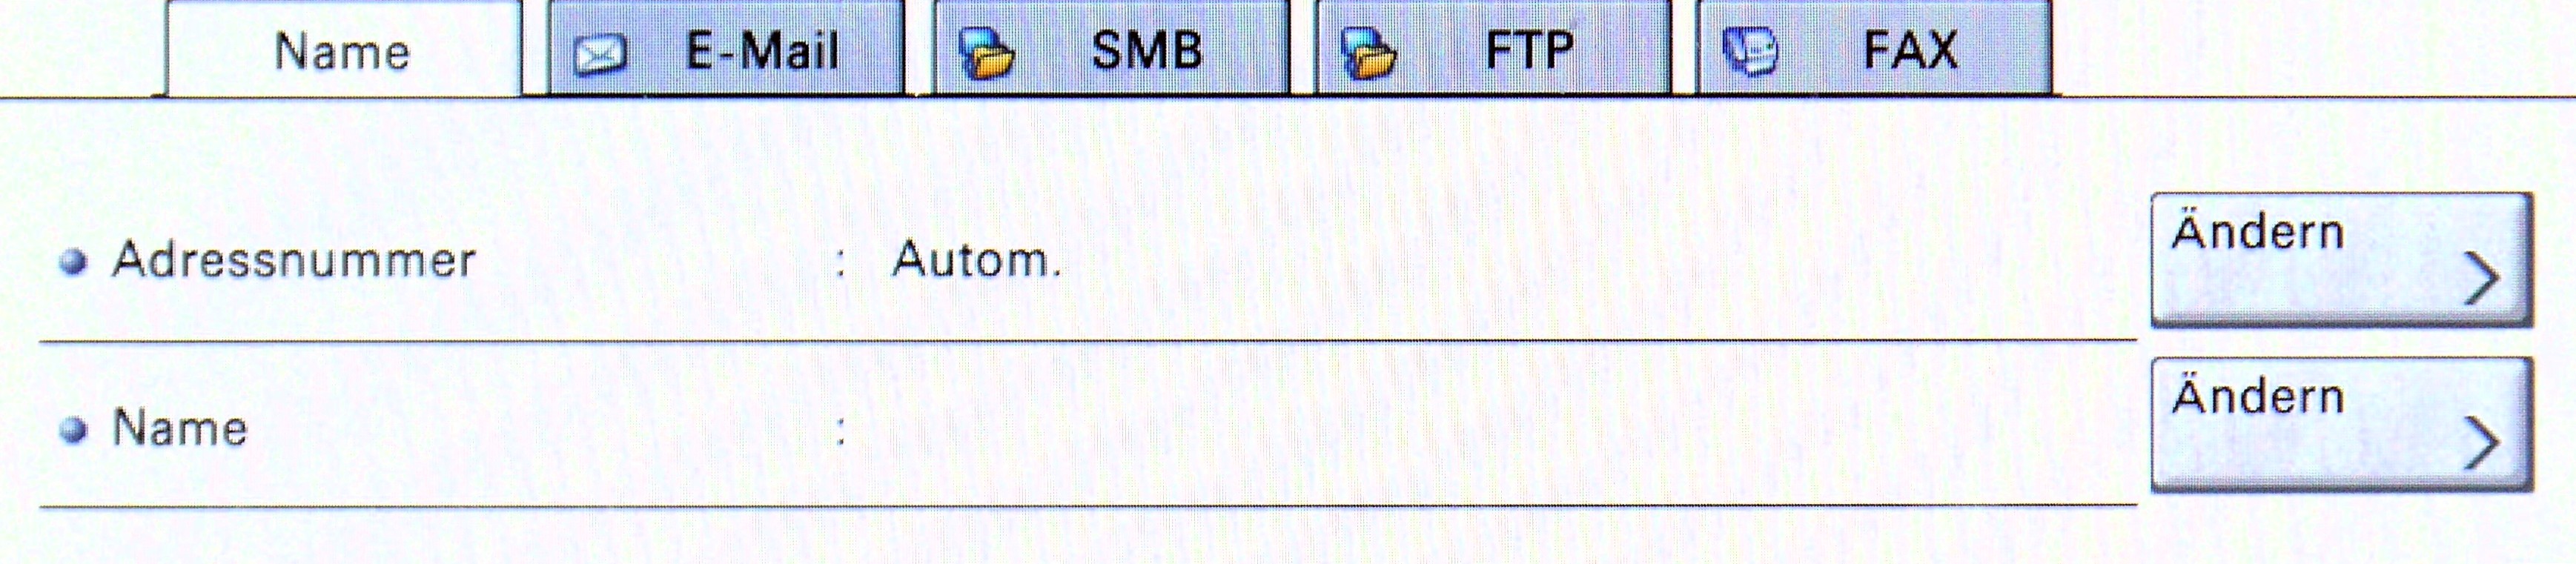 Name E-Mail SMB FTP FAX
Adressnummer : Autom. Ändern
Name : Ändern